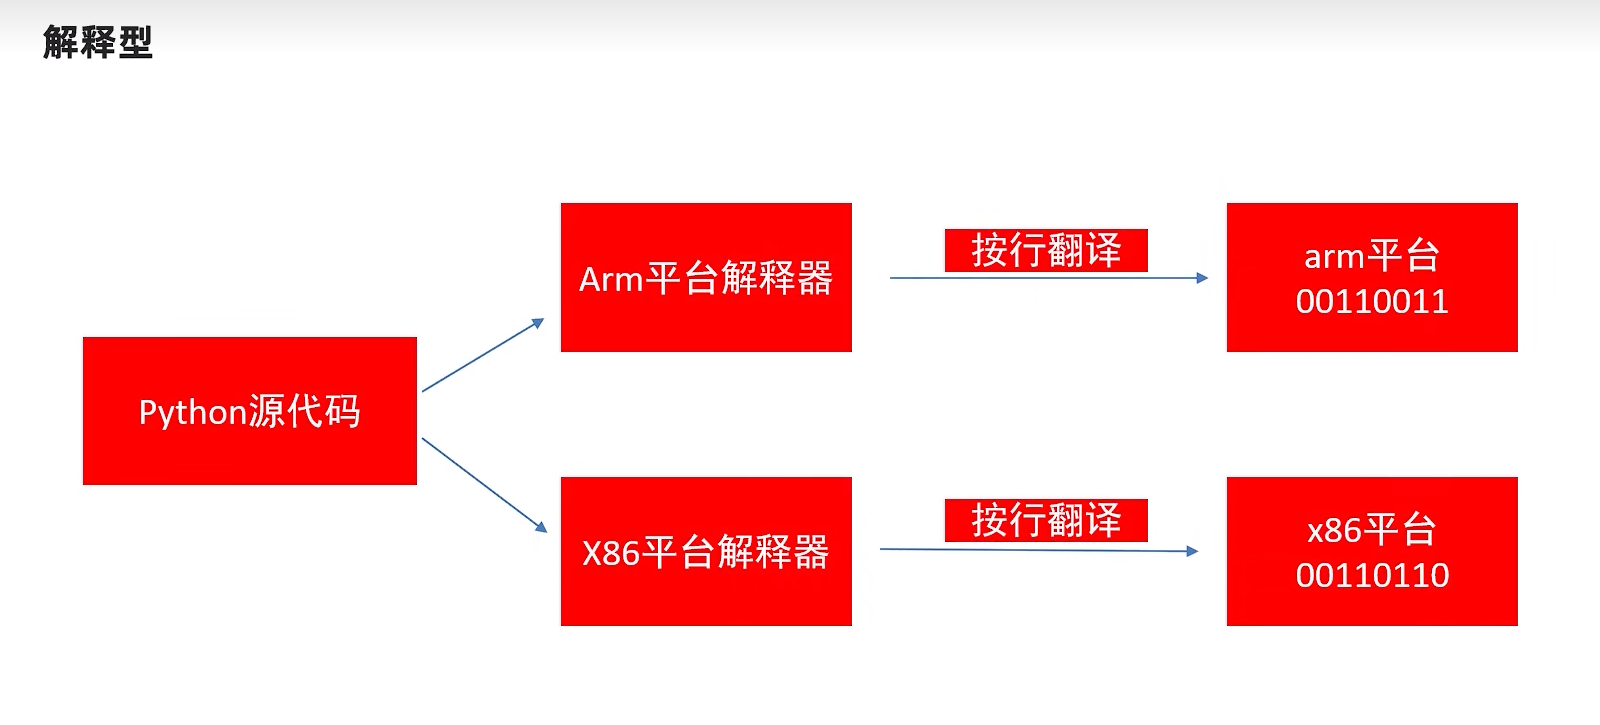 解释型
Python源代码
Arm平台解释器
按行翻译
arm平台
00110011
X86平台解释器
按行翻译
x86平台
00110110